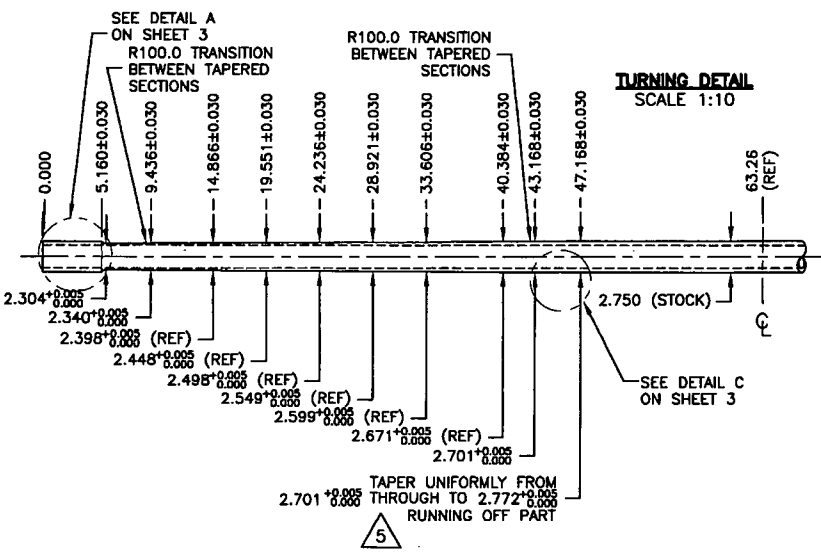 SEE DETAIL A
ON SHEET 3
R100.0 TRANSITION
BETWEEN TAPERED
SECTIONS
R100.0 TRANSITION
BETWEEN TAPERED
SECTIONS
TURNING DETAIL
SCALE 1:10
0.000
5.160±0.030
9.436±0.030
14.866±0.030
19.551±0.030
24.236±0.030
28.921±0.030
33.606±0.030
40.384±0.030
43.168±0.030
47.168±0.030
63.26
(REF)
2.304 +0.005 0.000
2.340 +0.005 0.000
2.398 +0.005 0.000 (REF)
2.448 +0.005 0.000 (REF)
2.498 +0.005 0.000 (REF)
2.549 +0.005 0.000 (REF)
2.599 +0.005 0.000 (REF)
2.671 +0.005 0.000 (REF)
2.701 +0.005 0.000
2.750 (STOCK)
SEE DETAIL C
ON SHEET 3
TAPER UNIFORMLY FROM
2.701 +0.005 0.000 THROUGH TO 2.772 +0.005 0.000
RUNNING OFF PART
5